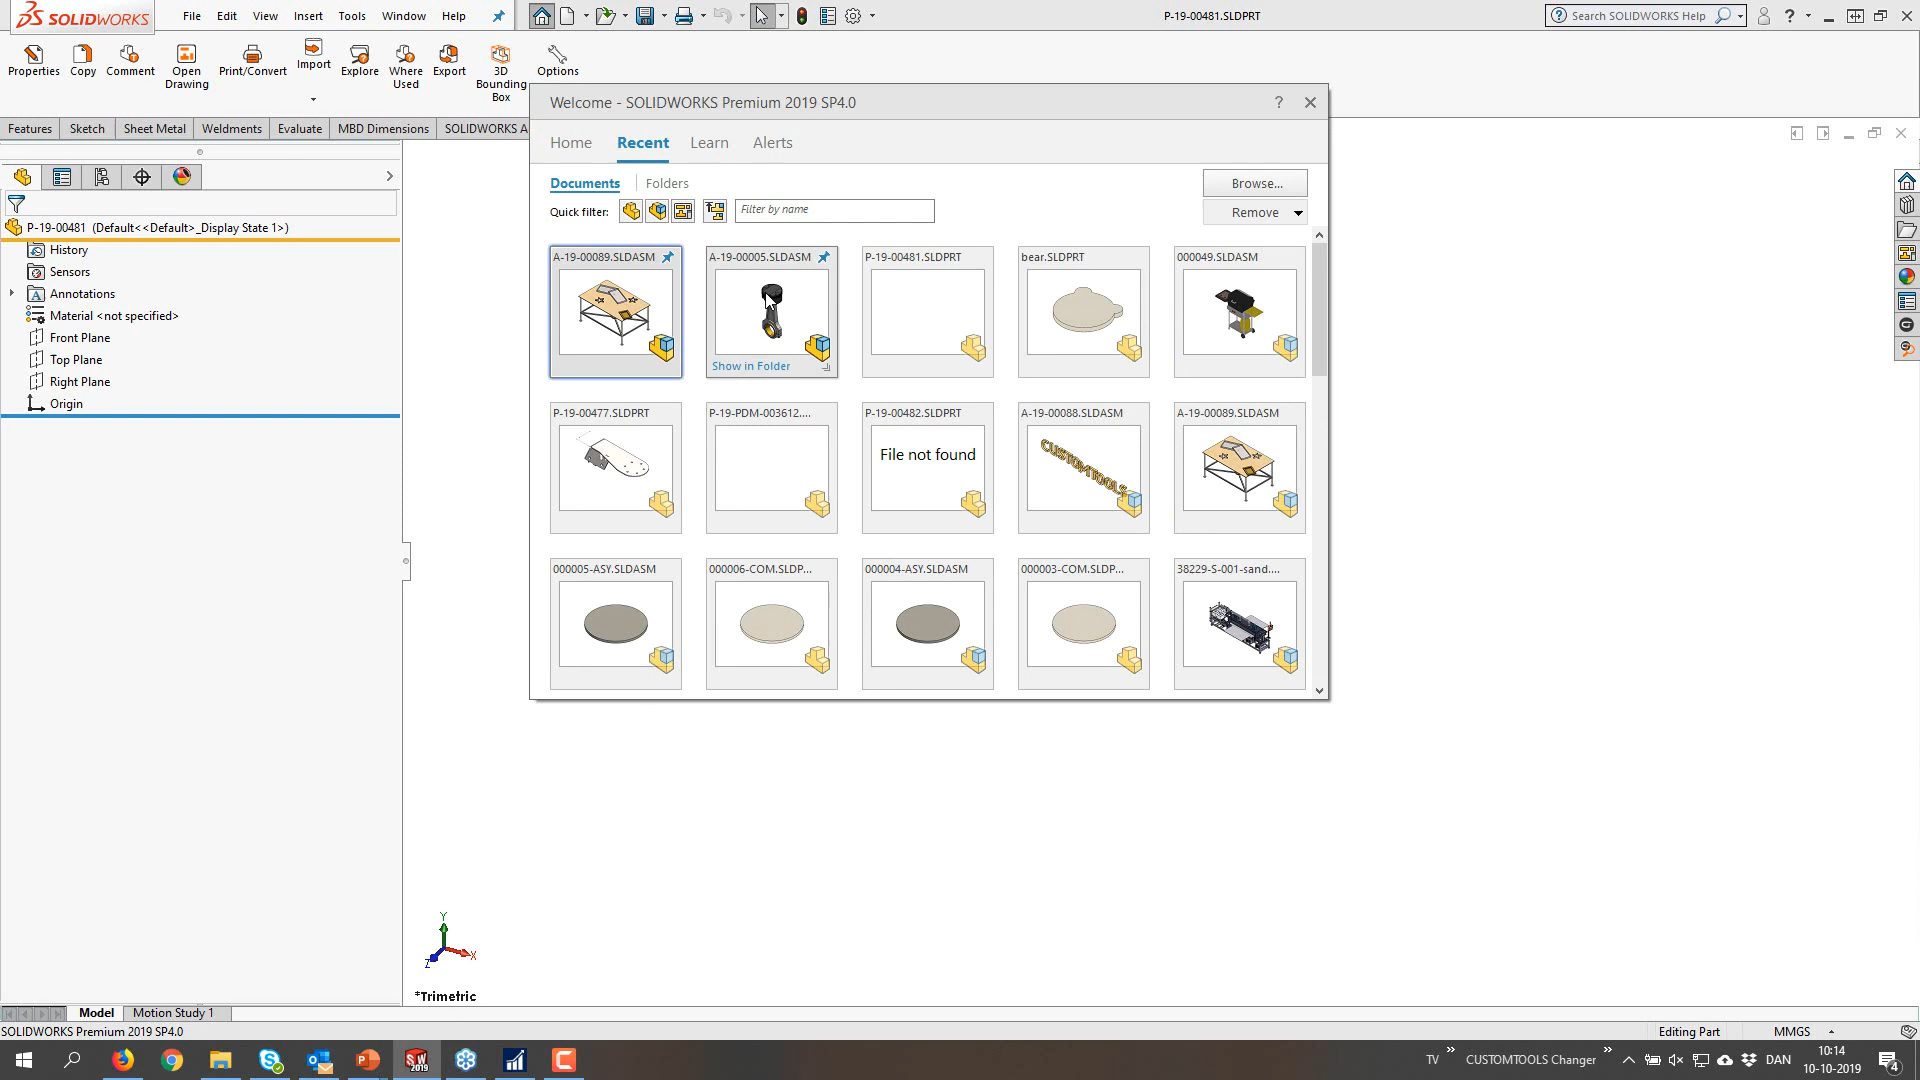 SOLIDWORKS
File Edit View Insert Tools Window Help
P-19-00481.SLDPRT
Search SOLIDWORKS Help
Properties Copy Comment Open Drawing Print/Convert Import Explore Where Used Export 3D Bounding Box Options
Features Sketch Sheet Metal Weldments Evaluate MBD Dimensions SOLIDWORKS A
P-19-00481 (Default<<Default>_Display State 1>)
History
Sensors
Annotations
Material <not specified>
Front Plane
Top Plane
Right Plane
Origin
Welcome - SOLIDWORKS Premium 2019 SP4.0
Home Recent Learn Alerts
Documents Folders
Browse...
Quick filter: Filter by name
Remove
A-19-00089.SLDASM A-19-00005.SLDASM P-19-00481.SLDPRT bear.SLDPRT 000049.SLDASM
Show in Folder
P-19-00477.SLDPRT P-19-PDM-003612.... P-19-00482.SLDPRT A-19-00088.SLDASM A-19-00089.SLDASM
File not found
CUSTOMTOOLS
000005-ASY.SLDASM 000006-COM.SLDP... 000004-ASY.SLDASM 000003-COM.SLDP... 38229-S-001-sand....
Y
X
Z
*Trimetric
Model Motion Study 1
SOLIDWORKS Premium 2019 SP4.0
Editing Part MMGS
SW 2019
TV » CUSTOMTOOLS Changer » DAN
10:14
10-10-2019
4